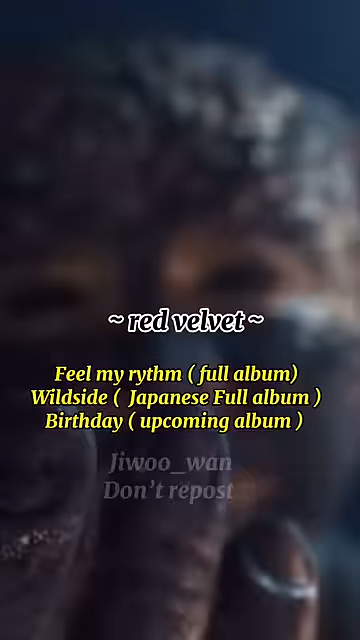 ~ red velvet ~
Feel my rythm ( full album)
Wildside (  Japanese Full album )
Birthday ( upcoming album )
Jiwoo_wan
Don't repost